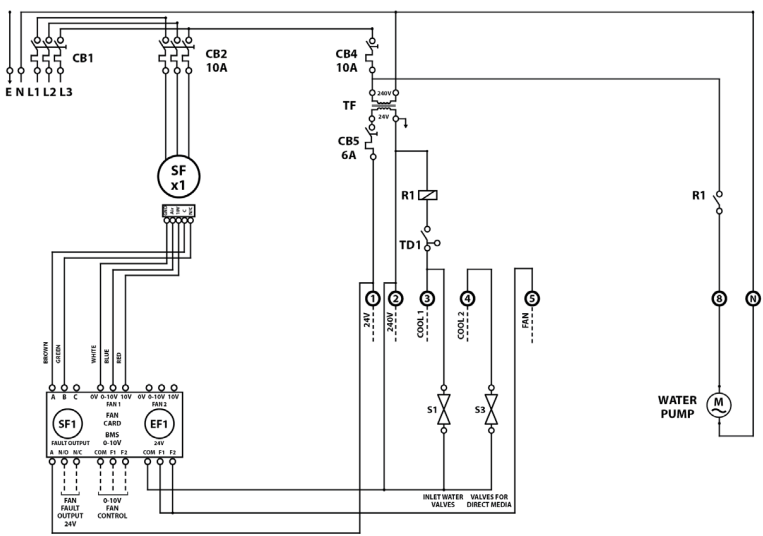 CB1
CB2
10A
CB4
10A
E N L1 L2 L3
240V
TF
24V
CB5
6A
SF
x1
10V
C
N/C
R1
R1
TD1
1
2
3
4
5
8
N
24V
240V
COOL 1
COOL 2
FAN
BROWN
GREEN
WHITE
BLUE
RED
A B C 0V 0-10V 10V 0V 0-10V 10V
FAN 1 FAN 2
SF1
FAN
CARD
BMS
0-10V
EF1
24V
FAULT OUTPUT
A N/O N/C COM F1 F2 COM F1 F2
S1
S3
WATER
PUMP
M
FAN
FAULT
OUTPUT
24V
0-10V
FAN
CONTROL
INLET WATER
VALVES
VALVES FOR
DIRECT MEDIA